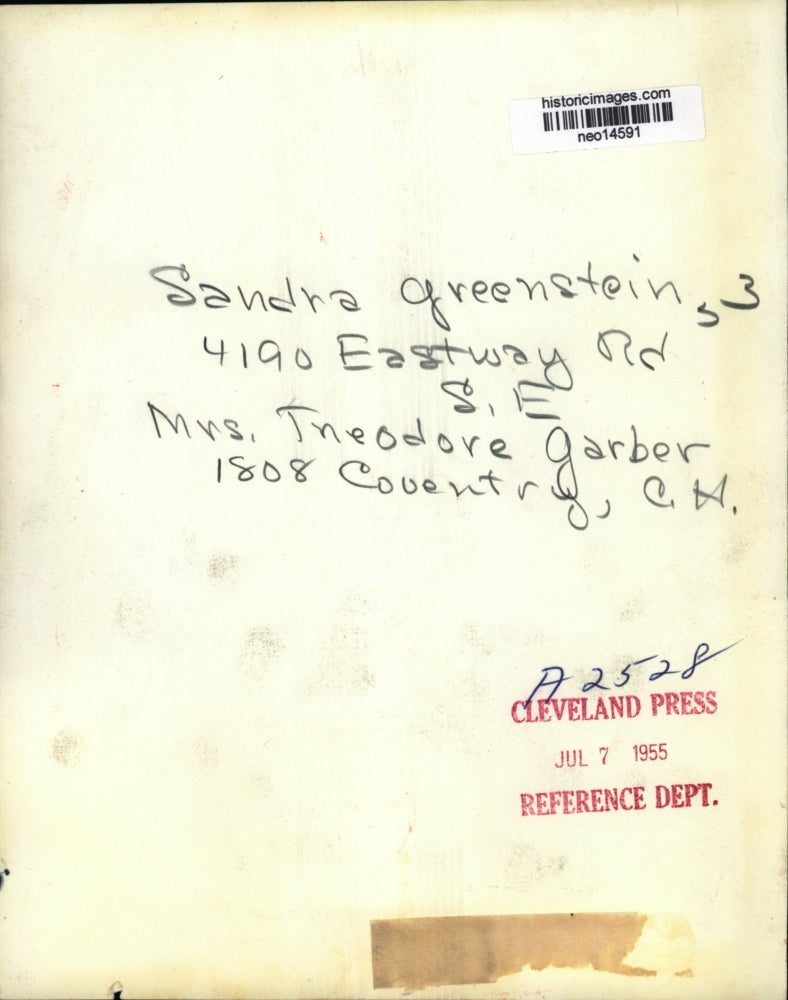 historicimages.com
neo14591
Sandra Greenstein, 3
4190 Eastway Rd
S. E
Mrs. Theodore Garber
1808 Coventry, C. H.
A2528
CLEVELAND PRESS
JUL 7 1955
REFERENCE DEPT.